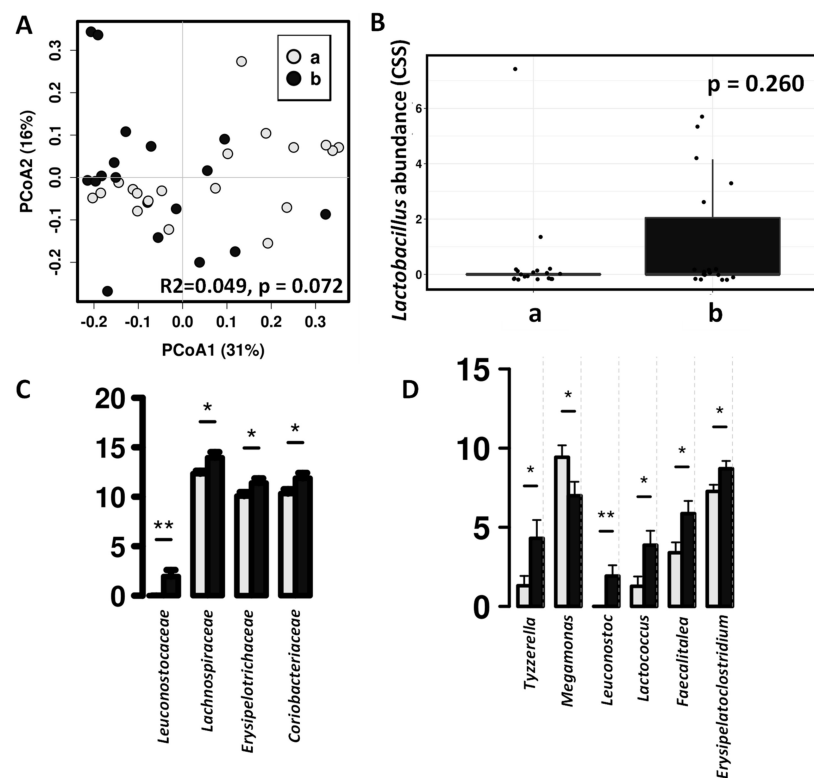 A
a
b
0.3
0.2
0.1
0.0
-0.1
-0.2
PCoA2 (16%)
R2=0.049, p = 0.072
-0.2 -0.1 0.0 0.1 0.2 0.3
PCoA1 (31%)
B
p = 0.260
6
4
2
0
Lactobacillus abundance (CSS)
a b
C
20
15
10
5
0
** * * *
Leuconostocaceae
Lachnospiraceae
Erysipelotrichaceae
Coriobacteriaceae
D
15
10
5
0
* * ** * * *
Tyzzerella
Megamonas
Leuconostoc
Lactococcus
Faecalitalea
Erysipelatoclostridium